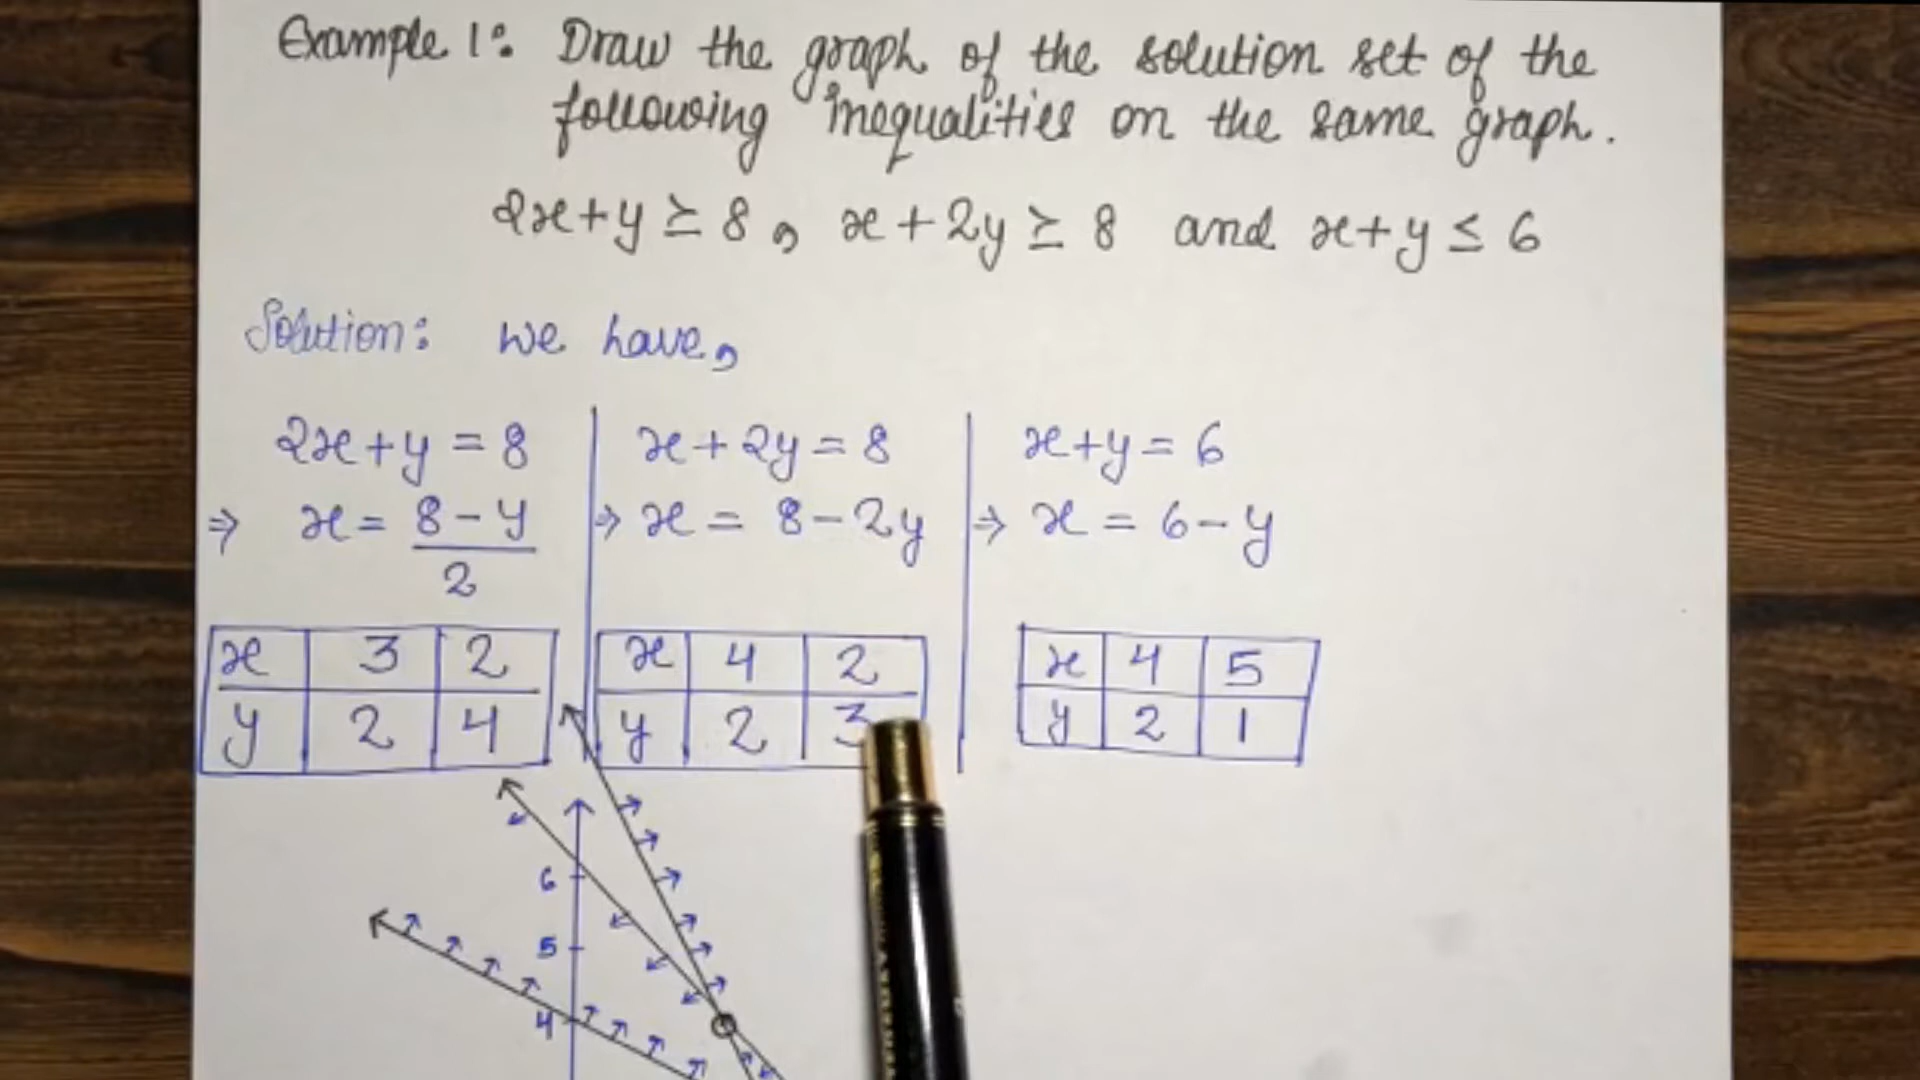 Example 1: Draw the graph of the solution set of the
following inequalities on the same graph.
2x+y ≥ 8, x+2y ≥ 8 and x+y ≤ 6
Solution: we have,
2x+y = 8
⇒ x = (8-y)/2
x 3 2
y 2 4
x+2y = 8
⇒ x = 8-2y
x 4 2
y 2 3
x+y = 6
⇒ x = 6-y
x 4 5
y 2 1
6
5
4